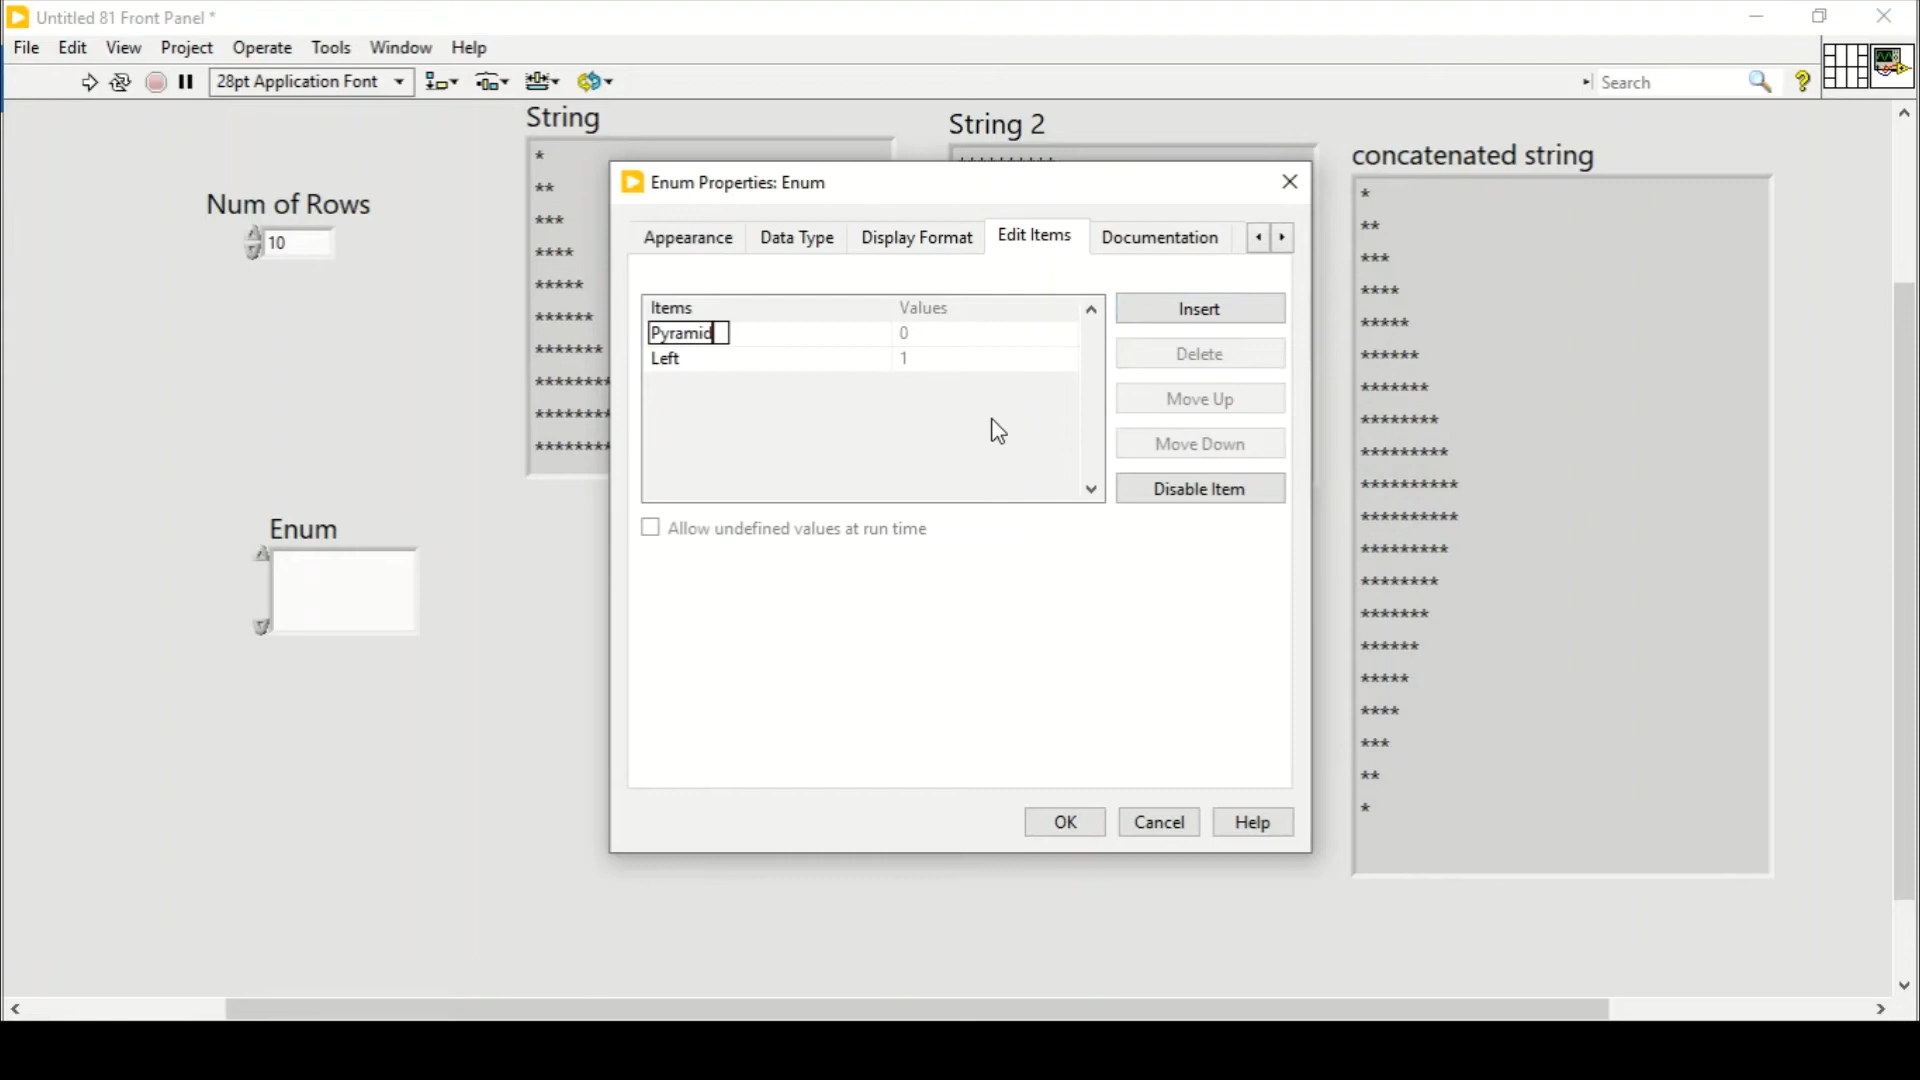 Untitled 81 Front Panel *
File Edit View Project Operate Tools Window Help
28pt Application Font
Search
?
String
*
**
***
****
*****
******
*******
********
********
********
String 2
concatenated string
*
**
***
****
*****
******
*******
********
*********
**********
**********
*********
********
*******
******
*****
****
***
**
*
Num of Rows
10
Enum
Enum Properties: Enum
Appearance Data Type Display Format Edit Items Documentation
Items Values
Pyramid 0
Left 1
Insert
Delete
Move Up
Move Down
Disable Item
Allow undefined values at run time
OK Cancel Help